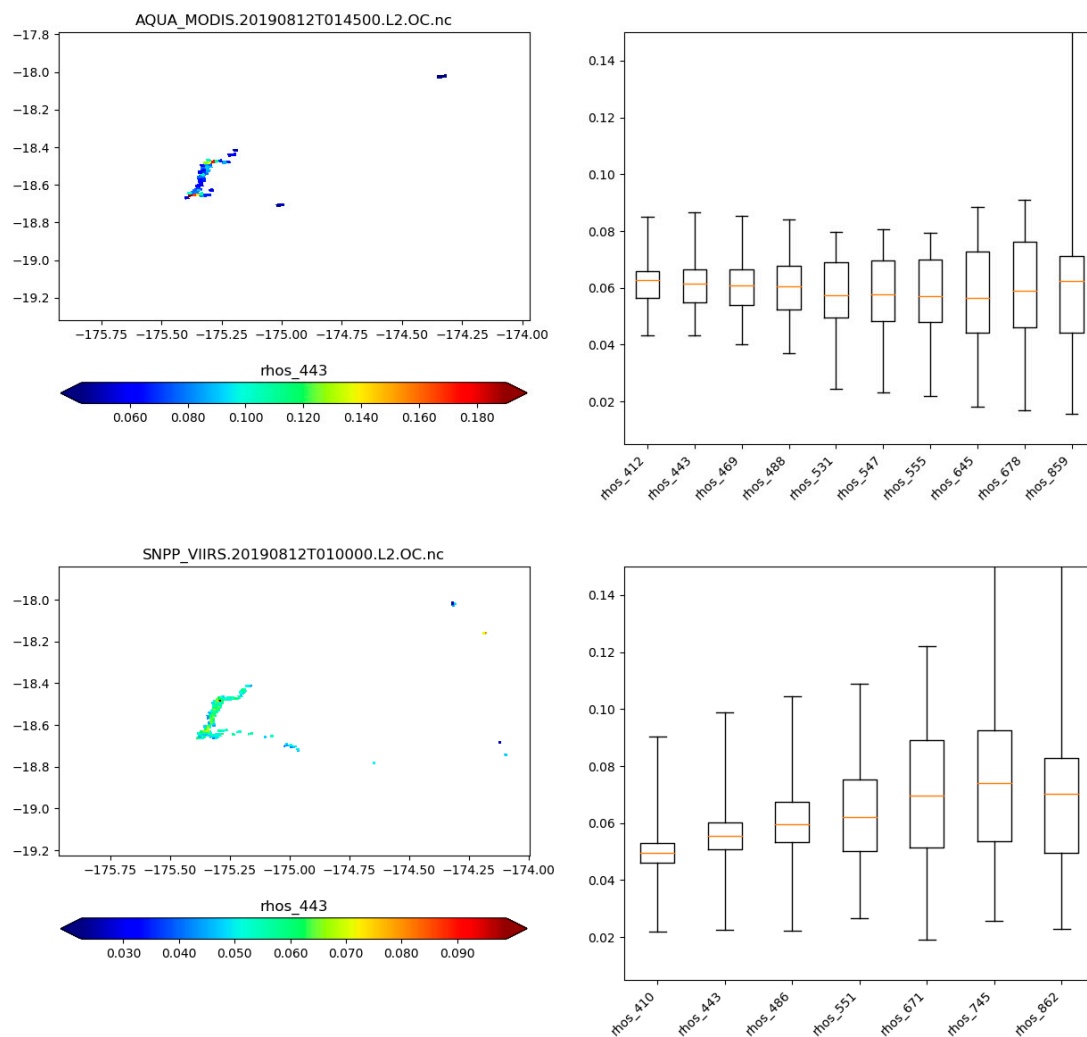 AQUA_MODIS.20190812T014500.L2.OC.nc
−17.8
−18.0
−18.2
−18.4
−18.6
−18.8
−19.0
−19.2
−175.75 −175.50 −175.25 −175.00 −174.75 −174.50 −174.25 −174.00
rhos_443
0.060 0.080 0.100 0.120 0.140 0.160 0.180
0.14
0.12
0.10
0.08
0.06
0.04
0.02
rhos_412 rhos_443 rhos_469 rhos_488 rhos_531 rhos_547 rhos_555 rhos_645 rhos_678 rhos_859
SNPP_VIIRS.20190812T010000.L2.OC.nc
−18.0
−18.2
−18.4
−18.6
−18.8
−19.0
−19.2
−175.75 −175.50 −175.25 −175.00 −174.75 −174.50 −174.25 −174.00
rhos_443
0.030 0.040 0.050 0.060 0.070 0.080 0.090
0.14
0.12
0.10
0.08
0.06
0.04
0.02
rhos_410 rhos_443 rhos_486 rhos_551 rhos_671 rhos_745 rhos_862